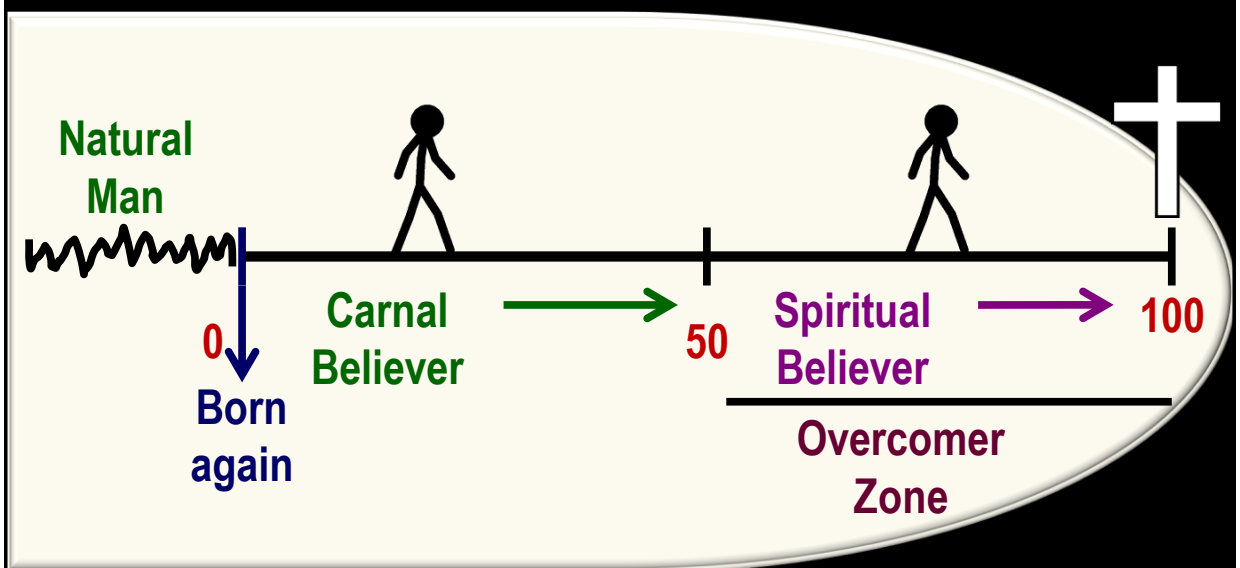 Natural
Man
0
Born
again
Carnal
Believer
50
Spiritual
Believer
100
Overcomer
Zone